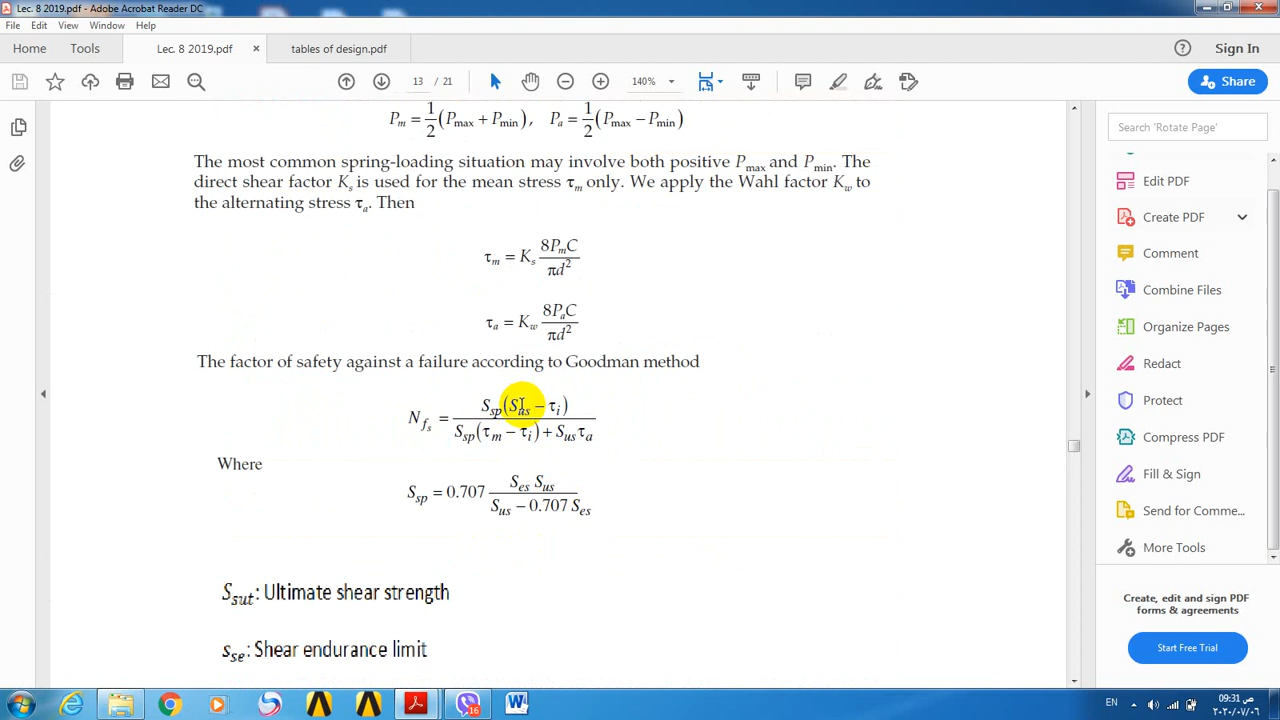 Lec. 8 2019.pdf - Adobe Acrobat Reader DC
File Edit View Window Help
Home Tools Lec. 8 2019.pdf × tables of design.pdf Sign In
13 / 21 140% Share
P_m = 1/2 (P_max + P_min), P_a = 1/2 (P_max − P_min)
The most common spring-loading situation may involve both positive P_max and P_min. The
direct shear factor K_s is used for the mean stress τ_m only. We apply the Wahl factor K_w to
the alternating stress τ_a. Then
τ_m = K_s 8P_mC / πd²
τ_a = K_w 8P_aC / πd²
The factor of safety against a failure according to Goodman method
N_fs = S_sp(S_us − τ_i) / S_sp(τ_m − τ_i) + S_us τ_a
Where
S_sp = 0.707 S_es S_us / S_us − 0.707 S_es
S_sut: Ultimate shear strength
s_se: Shear endurance limit
Search 'Rotate Page'
Edit PDF
Create PDF
Comment
Combine Files
Organize Pages
Redact
Protect
Compress PDF
Fill & Sign
Send for Comme...
More Tools
Create, edit and sign PDF
forms & agreements
Start Free Trial
16
W
EN
09:31 ص
٢٠٢٠/٠٧/٠٦